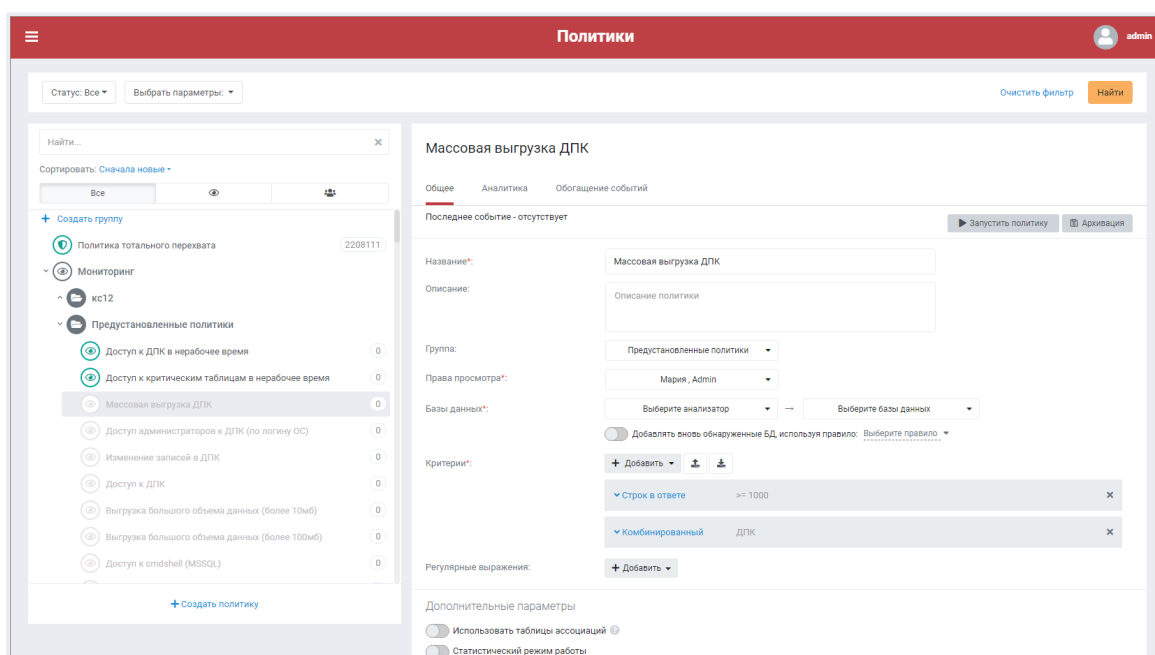 Политики
admin
Статус: Все
Выбрать параметры:
Очистить фильтр
Найти
Найти...
Сортировать: Сначала новые
Все
+ Создать группу
Политика тотального перехвата 2208111
Мониторинг
кс12
Предустановленные политики
Доступ к ДПК в нерабочее время 0
Доступ к критическим таблицам в нерабочее время 0
Массовая выгрузка ДПК 0
Доступ администраторов к ДПК (по логину ОС) 0
Изменение записей в ДПК 0
Доступ к ДПК 0
Выгрузка большого объема данных (более 10мб) 0
Выгрузка большого объема данных (более 100мб) 0
Доступ к cmdshell (MSSQL) 0
+ Создать политику
Массовая выгрузка ДПК
Общее Аналитика Обогащение событий
Последнее событие - отсутствует
Запустить политику Архивация
Название*: Массовая выгрузка ДПК
Описание: Описание политики
Группа: Предустановленные политики
Права просмотра*: Мария , Admin
Базы данных*: Выберите анализатор → Выберите базы данных
Добавлять вновь обнаруженные БД, используя правило: Выберите правило
Критерии*: + Добавить
Строк в ответе >= 1000
Комбинированный ДПК
Регулярные выражения: + Добавить
Дополнительные параметры
Использовать таблицы ассоциаций ?
Статистический режим работы